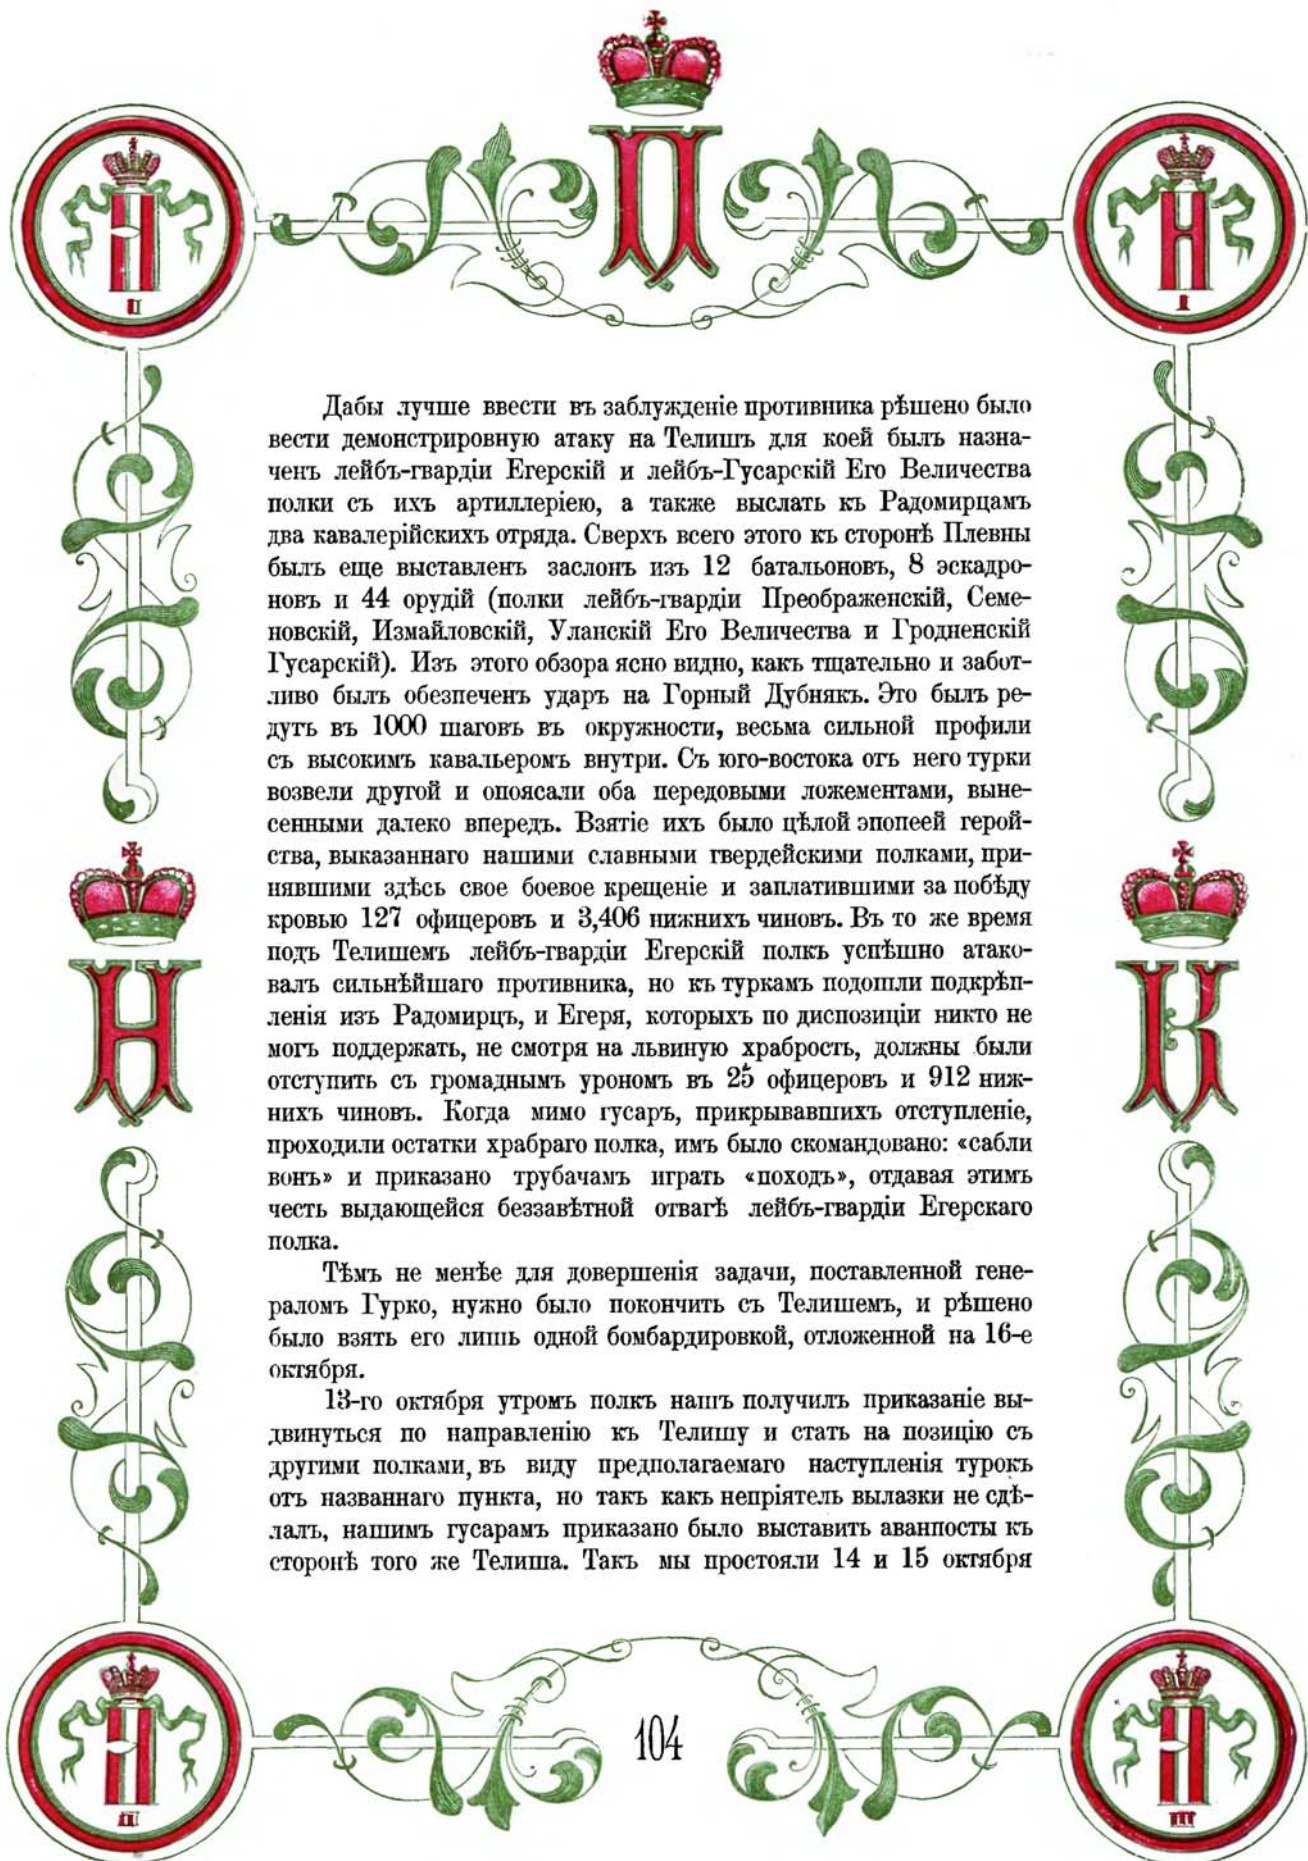 П
II
Н
I
Дабы лучше ввести въ заблужденіе противника рѣшено было
вести демонстрировную атаку на Телишъ для коей былъ назна-
ченъ лейбъ-гвардіи Егерскій и лейбъ-Гусарскій Его Величества
полки съ ихъ артиллеріею, а также выслать къ Радомирцамъ
два кавалерійскихъ отряда. Сверхъ всего этого къ сторонѣ Плевны
былъ еще выставленъ заслонъ изъ 12 батальоновъ, 8 эскадро-
новъ и 44 орудій (полки лейбъ-гвардіи Преображенскій, Семе-
новскій, Измайловскій, Уланскій Его Величества и Гродненскій
Гусарскій). Изъ этого обзора ясно видно, какъ тщательно и забот-
ливо былъ обезпеченъ ударъ на Горный Дубнякъ. Это былъ ре-
дутъ въ 1000 шаговъ въ окружности, весьма сильной профили
съ высокимъ кавальеромъ внутри. Съ юго-востока отъ него турки
возвели другой и опоясали оба передовыми ложементами, выне-
сенными далеко впередъ. Взятіе ихъ было цѣлой эпопеей герой-
ства, выказаннаго нашими славными гвердейскими полками, при-
нявшими здѣсь свое боевое крещеніе и заплатившими за побѣду
кровью 127 офицеровъ и 3,406 нижнихъ чиновъ. Въ то же время
подъ Телишемъ лейбъ-гвардіи Егерскій полкъ успѣшно атако-
валъ сильнѣйшаго противника, но къ туркамъ подошли подкрѣп-
ленія изъ Радомирцъ, и Егеря, которыхъ по диспозиціи никто не
могъ поддержать, не смотря на львиную храбрость, должны были
отступить съ громаднымъ урономъ въ 25 офицеровъ и 912 ниж-
нихъ чиновъ. Когда мимо гусаръ, прикрывавшихъ отступленіе,
проходили остатки храбраго полка, имъ было скомандовано: «сабли
вонъ» и приказано трубачамъ играть «походъ», отдавая этимъ
честь выдающейся беззавѣтной отвагѣ лейбъ-гвардіи Егерскаго
полка.
Тѣмъ не менѣе для довершенія задачи, поставленной гене-
раломъ Гурко, нужно было покончить съ Телишемъ, и рѣшено
было взять его лишь одной бомбардировкой, отложенной на 16-е
октября.
13-го октября утромъ полкъ нашъ получилъ приказаніе вы-
двинуться по направленію къ Телишу и стать на позицію съ
другими полками, въ виду предполагаемаго наступленія турокъ
отъ названнаго пункта, но такъ какъ непріятель вылазки не сдѣ-
лалъ, нашимъ гусарамъ приказано было выставить аванпосты къ
сторонѣ того же Телиша. Такъ мы простояли 14 и 15 октября
Н
К
III
104